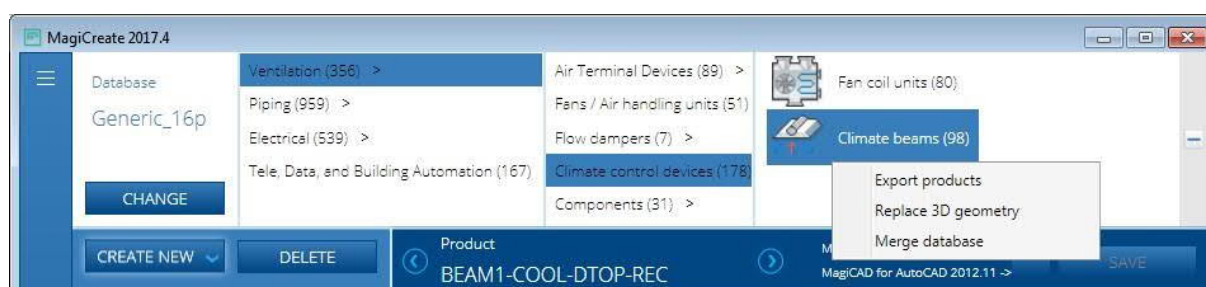 MagiCreate 2017.4
Database
Generic_16p
CHANGE
Ventilation (356) >
Piping (959) >
Electrical (539) >
Tele, Data, and Building Automation (167)
Air Terminal Devices (89) >
Fans / Air handling units (51)
Flow dampers (7) >
Climate control devices (178)
Components (31) >
Fan coil units (80)
Climate beams (98)
Export products
Replace 3D geometry
Merge database
CREATE NEW
DELETE
Product
BEAM1-COOL-DTOP-REC
MagiCAD for AutoCAD 2012.11 ->
SAVE